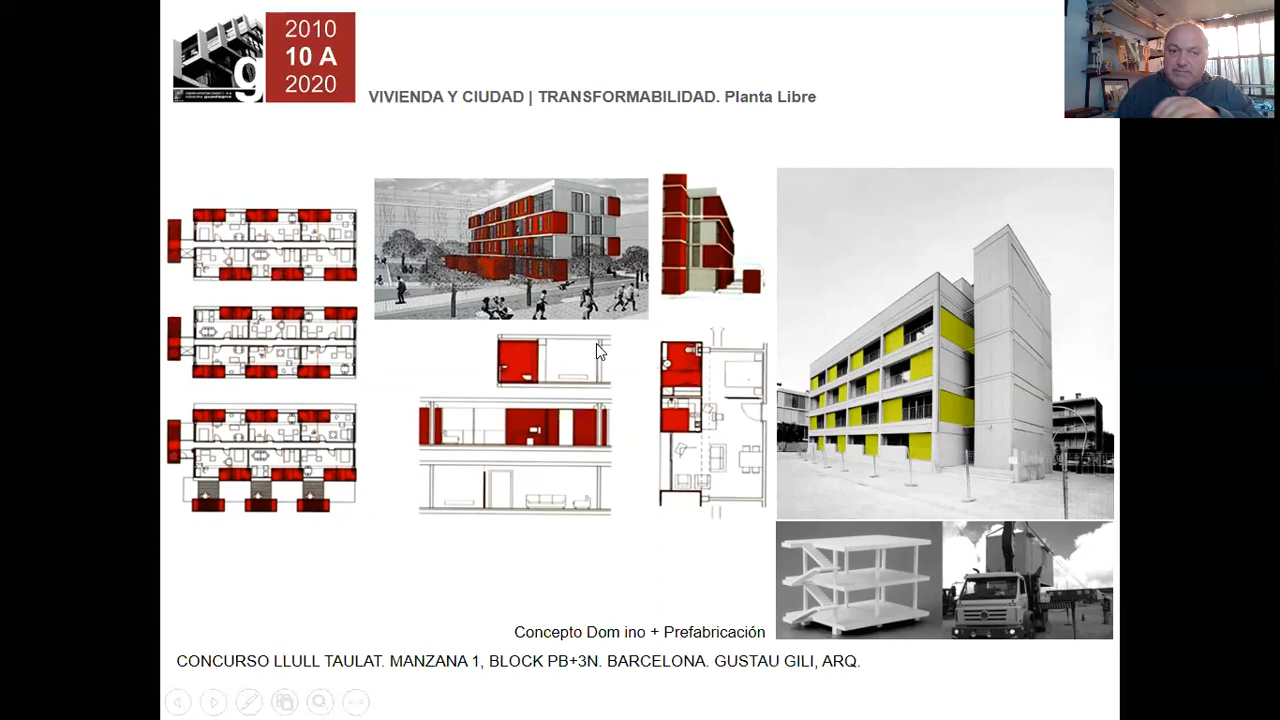 2010
10 A
2020
g
VIVIENDA Y CIUDAD | TRANSFORMABILIDAD. Planta Libre
Concepto Dom ino + Prefabricación
CONCURSO LLULL TAULAT. MANZANA 1, BLOCK PB+3N. BARCELONA. GUSTAU GILI, ARQ.